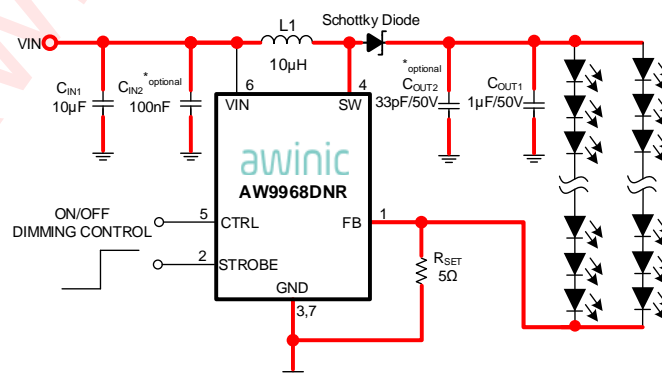 VIN
L1
10µH
Schottky Diode
CIN1
10µF
*optional
CIN2
100nF
6
VIN
4
SW
*optional
COUT2
33pF/50V
COUT1
1µF/50V
awinic
AW9968DNR
ON/OFF
DIMMING CONTROL
5
CTRL
2
STROBE
FB
1
RSET
5Ω
GND
3,7